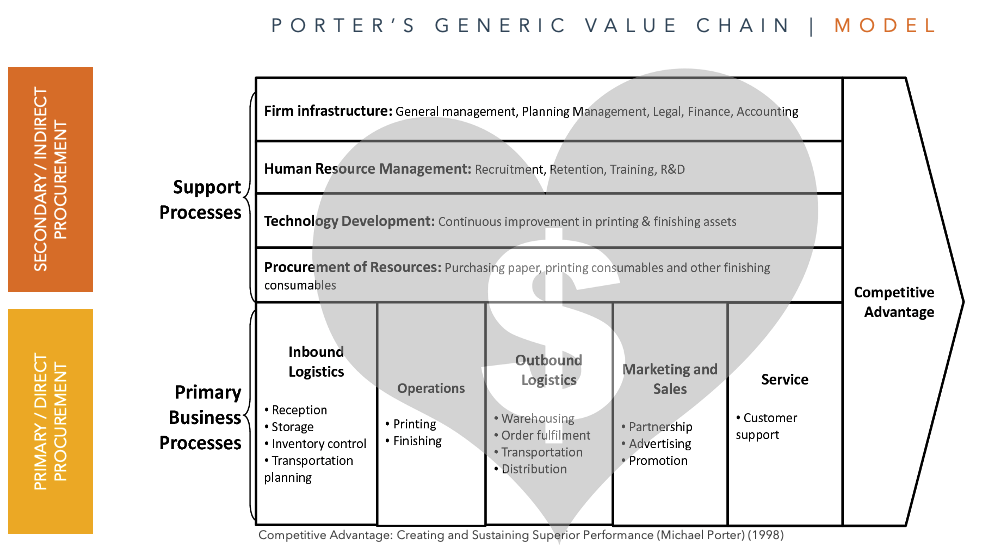 PORTER'S GENERIC VALUE CHAIN | MODEL
SECONDARY / INDIRECT
PROCUREMENT
Support
Processes
Firm infrastructure: General management, Planning Management, Legal, Finance, Accounting
Human Resource Management: Recruitment, Retention, Training, R&D
Technology Development: Continuous improvement in printing & finishing assets
Procurement of Resources: Purchasing paper, printing consumables and other finishing
consumables
$
Competitive
Advantage
PRIMARY / DIRECT
PROCUREMENT
Primary
Business
Processes
Inbound
Logistics
• Reception
• Storage
• Inventory control
• Transportation
planning
Operations
• Printing
• Finishing
Outbound
Logistics
• Warehousing
• Order fulfilment
• Transportation
• Distribution
Marketing and
Sales
• Partnership
• Advertising
• Promotion
Service
• Customer
support
Competitive Advantage: Creating and Sustaining Superior Performance (Michael Porter) (1998)